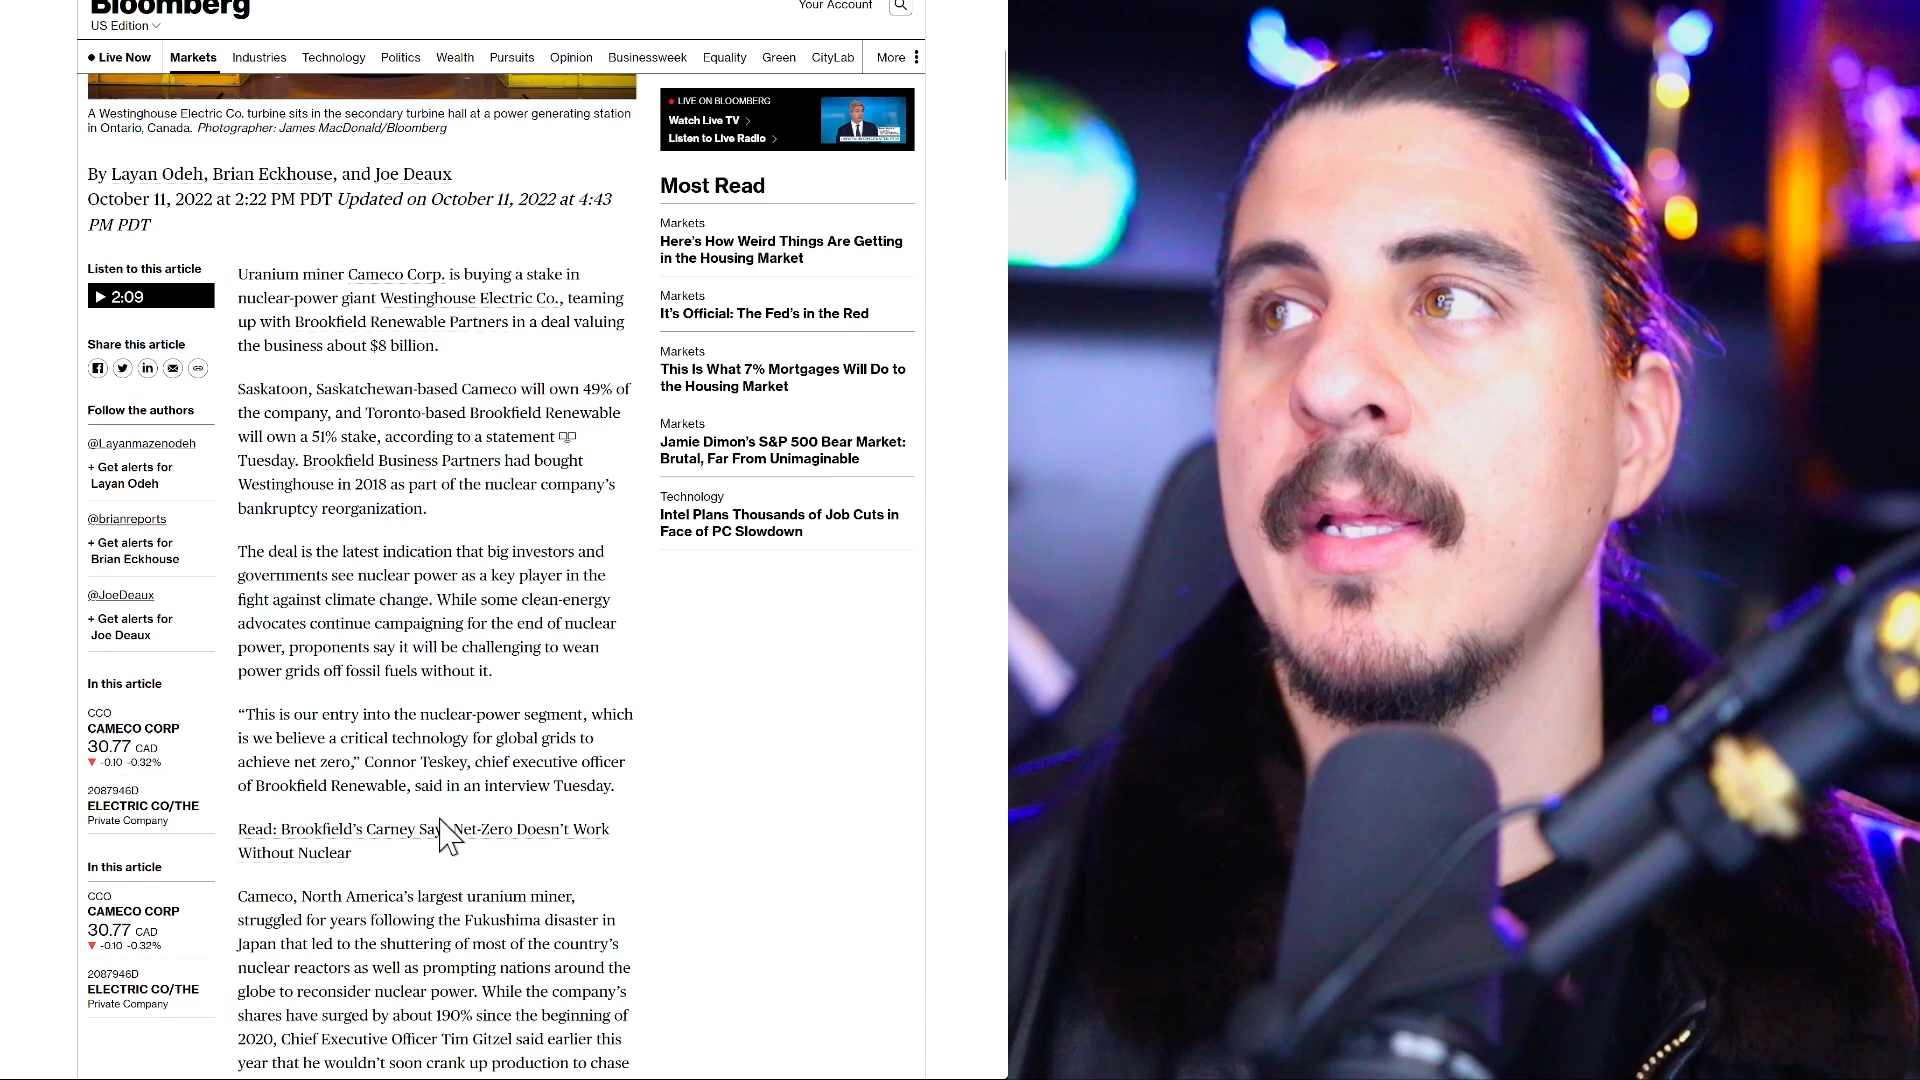 Bloomberg
US Edition
Your Account
Live Now
Markets
Industries
Technology
Politics
Wealth
Pursuits
Opinion
Businessweek
Equality
Green
CityLab
More
A Westinghouse Electric Co. turbine sits in the secondary turbine hall at a power generating station
in Ontario, Canada. Photographer: James MacDonald/Bloomberg
By Layan Odeh, Brian Eckhouse, and Joe Deaux
October 11, 2022 at 2:22 PM PDT Updated on October 11, 2022 at 4:43
PM PDT
Listen to this article
2:09
Share this article
Follow the authors
@Layanmazenodeh
+ Get alerts for
Layan Odeh
@brianreports
+ Get alerts for
Brian Eckhouse
@JoeDeaux
+ Get alerts for
Joe Deaux
In this article
CCO
CAMECO CORP
30.77 CAD
-0.10 -0.32%
2087946D
ELECTRIC CO/THE
Private Company
In this article
CCO
CAMECO CORP
30.77 CAD
-0.10 -0.32%
2087946D
ELECTRIC CO/THE
Private Company
Uranium miner Cameco Corp. is buying a stake in
nuclear-power giant Westinghouse Electric Co., teaming
up with Brookfield Renewable Partners in a deal valuing
the business about $8 billion.
Saskatoon, Saskatchewan-based Cameco will own 49% of
the company, and Toronto-based Brookfield Renewable
will own a 51% stake, according to a statement
Tuesday. Brookfield Business Partners had bought
Westinghouse in 2018 as part of the nuclear company's
bankruptcy reorganization.
The deal is the latest indication that big investors and
governments see nuclear power as a key player in the
fight against climate change. While some clean-energy
advocates continue campaigning for the end of nuclear
power, proponents say it will be challenging to wean
power grids off fossil fuels without it.
“This is our entry into the nuclear-power segment, which
is we believe a critical technology for global grids to
achieve net zero,” Connor Teskey, chief executive officer
of Brookfield Renewable, said in an interview Tuesday.
Read: Brookfield’s Carney Says Net-Zero Doesn’t Work
Without Nuclear
Cameco, North America’s largest uranium miner,
struggled for years following the Fukushima disaster in
Japan that led to the shuttering of most of the country’s
nuclear reactors as well as prompting nations around the
globe to reconsider nuclear power. While the company’s
shares have surged by about 190% since the beginning of
2020, Chief Executive Officer Tim Gitzel said earlier this
year that he wouldn’t soon crank up production to chase
LIVE ON BLOOMBERG
Watch Live TV
Listen to Live Radio
Most Read
Markets
Here’s How Weird Things Are Getting
in the Housing Market
Markets
It’s Official: The Fed’s in the Red
Markets
This Is What 7% Mortgages Will Do to
the Housing Market
Markets
Jamie Dimon’s S&P 500 Bear Market:
Brutal, Far From Unimaginable
Technology
Intel Plans Thousands of Job Cuts in
Face of PC Slowdown